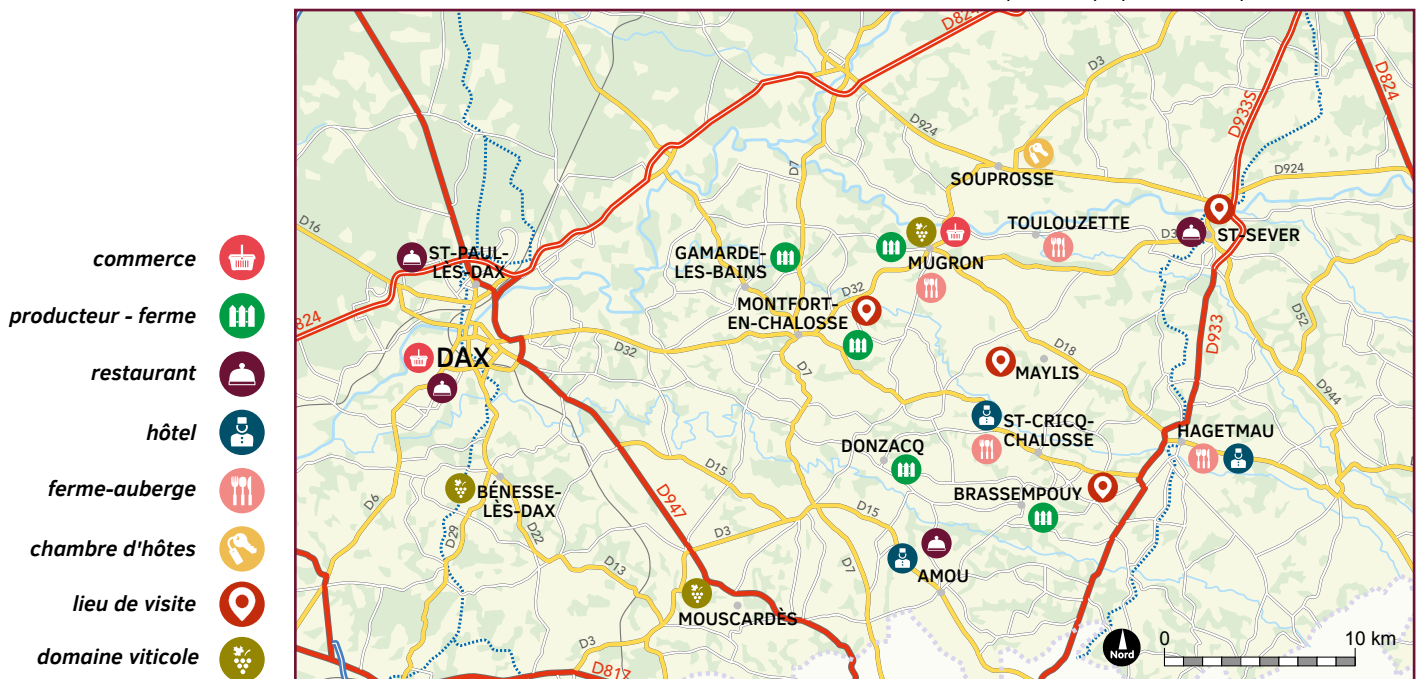 commerce
producteur - ferme
restaurant
hôtel
ferme-auberge
chambre d'hôtes
lieu de visite
domaine viticole
D824
D3
D933S
D824
D924
D7
D924
SOUPROSSE
D16
TOULOUZETTE
ST-SEVER
ST-PAUL-
LÈS-DAX
GAMARDE-
LES-BAINS
MUGRON
D32
MONTFORT-
EN-CHALOSSE
D52
824
D933
D32
DAX
D18
MAYLIS
D7
D944
ST-CRICQ-
CHALOSSE
HAGETMAU
DONZACQ
D15
BRASSEMPOUY
D6
BÉNESSE-
LÈS-DAX
D947
D15
D29
D22
D3
D13
D7
AMOU
MOUSCARDÈS
D3
D817
Nord
0
10 km